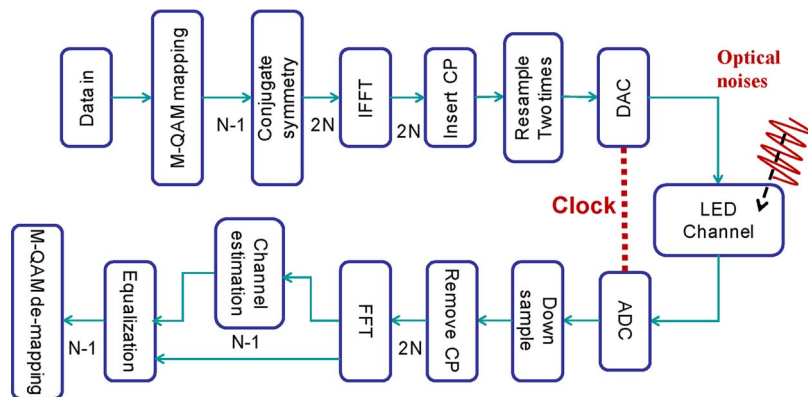 Data in
M-QAM mapping
N-1
Conjugate
symmetry
2N
IFFT
2N
Insert CP
Resample
Two times
DAC
Optical
noises
Clock
LED
Channel
ADC
Down
sample
Remove CP
2N
FFT
Channel
estimation
N-1
Equalization
N-1
M-QAM de-mapping